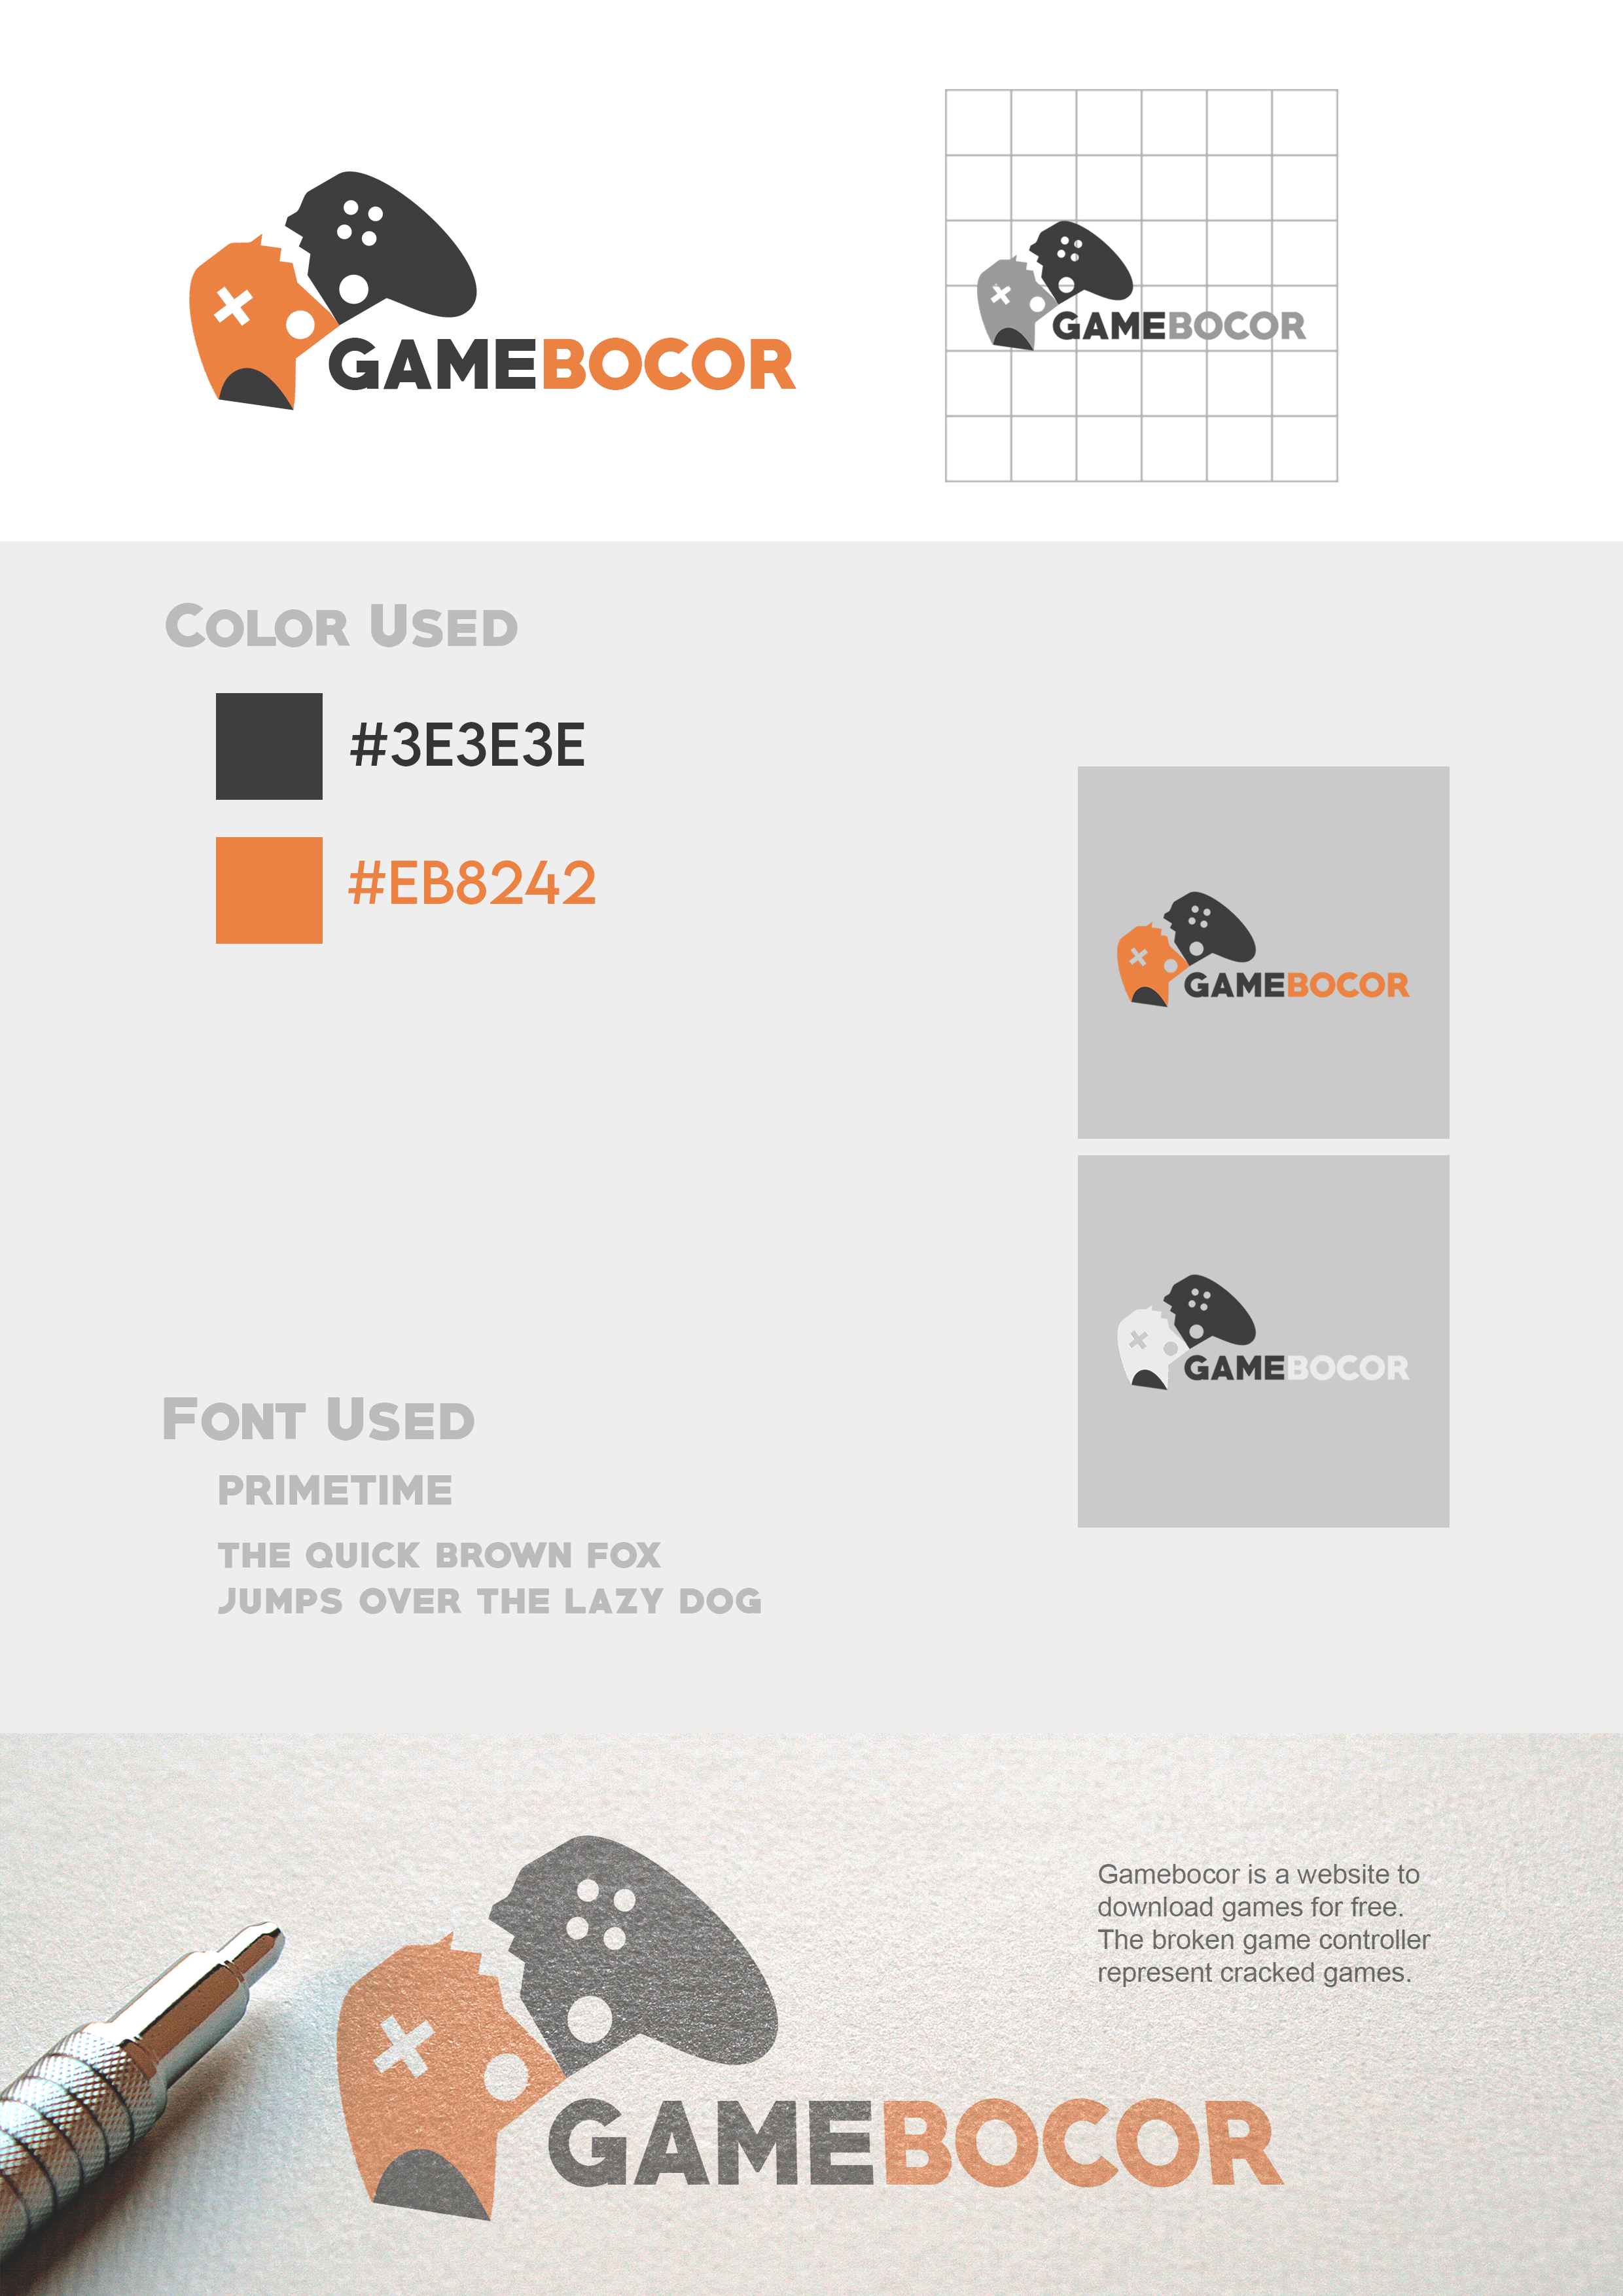 GAMEBOCOR
GAMEBOCOR
COLOR USED
#3E3E3E
#EB8242
GAMEBOCOR
GAMEBOCOR
FONT USED
PRIMETIME
THE QUICK BROWN FOX
JUMPS OVER THE LAZY DOG
Gamebocor is a website to
download games for free.
The broken game controller
represent cracked games.
GAMEBOCOR